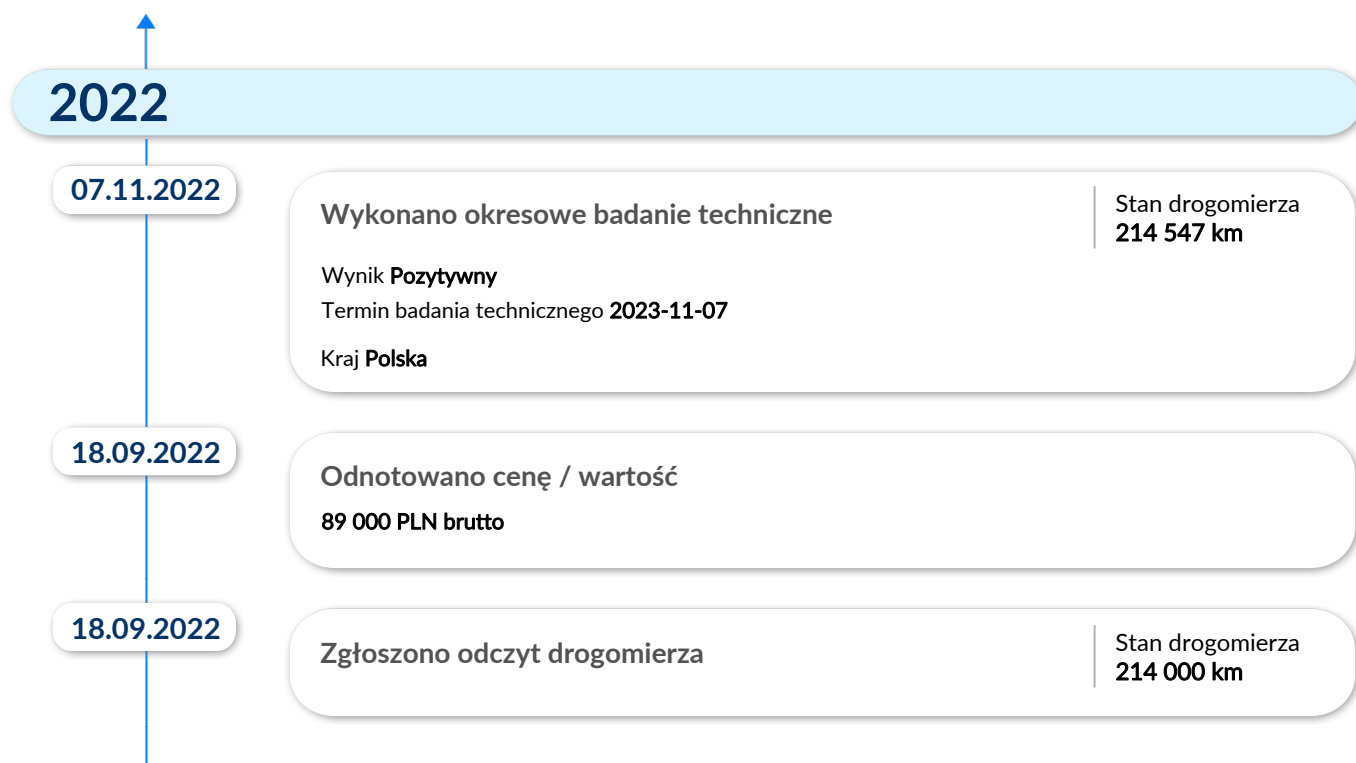 2022
07.11.2022
Wykonano okresowe badanie techniczne
Stan drogomierza
214 547 km
Wynik Pozytywny
Termin badania technicznego 2023-11-07
Kraj Polska
18.09.2022
Odnotowano cenę / wartość
89 000 PLN brutto
18.09.2022
Zgłoszono odczyt drogomierza
Stan drogomierza
214 000 km